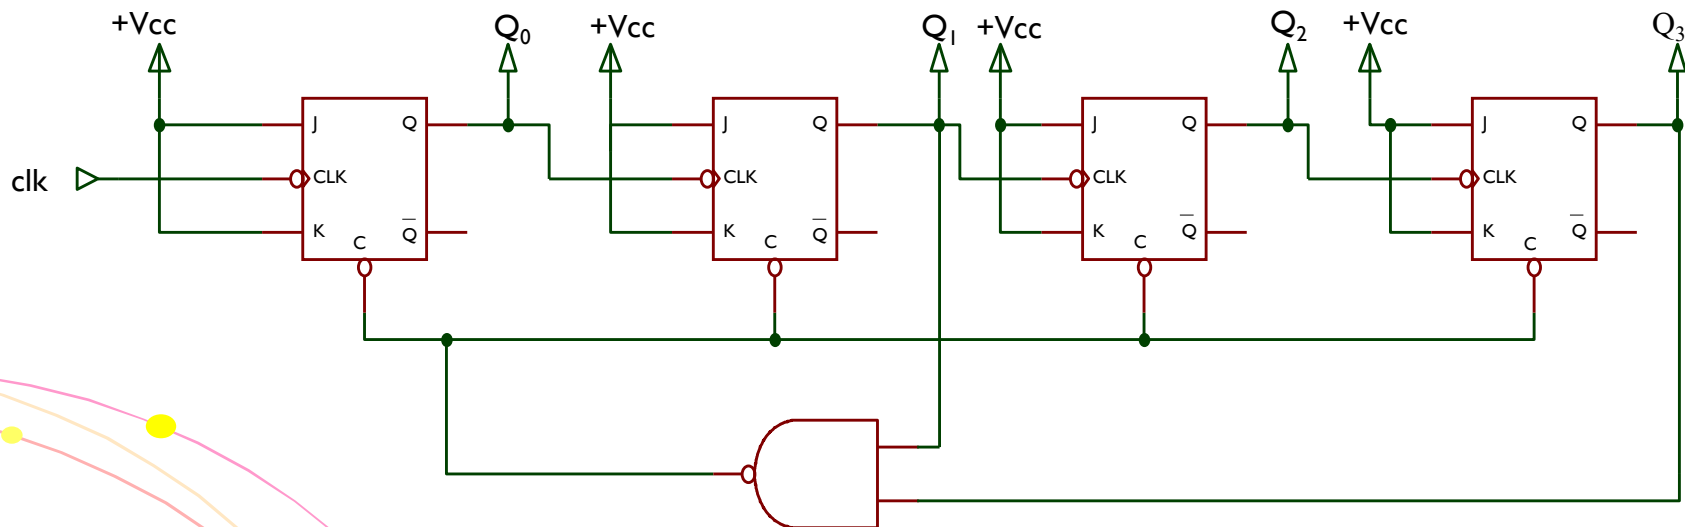 +Vcc Q0 +Vcc Q1 +Vcc Q2 +Vcc Q3
J Q J Q J Q J Q
clk CLK CLK CLK CLK
K C Q̅ K C Q̅ K C Q̅ K C Q̅